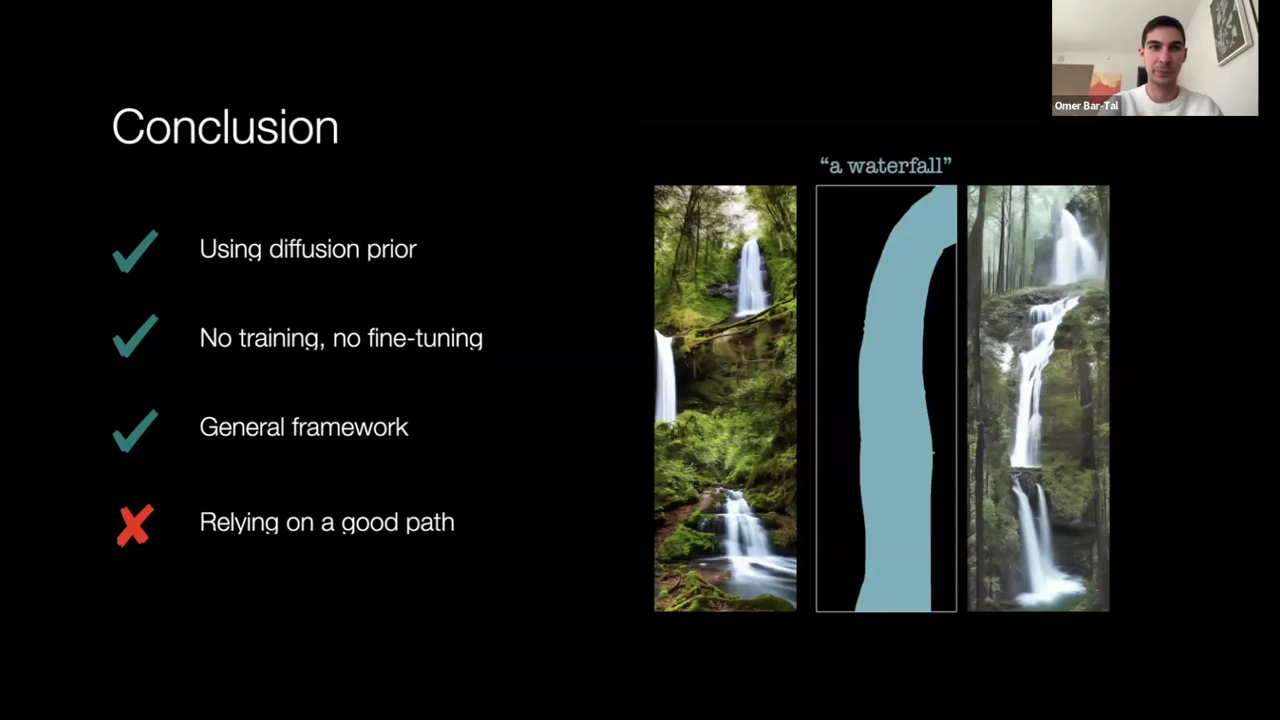 Omer Bar-Tal
Conclusion
“a waterfall”
Using diffusion prior
No training, no fine-tuning
General framework
Relying on a good path